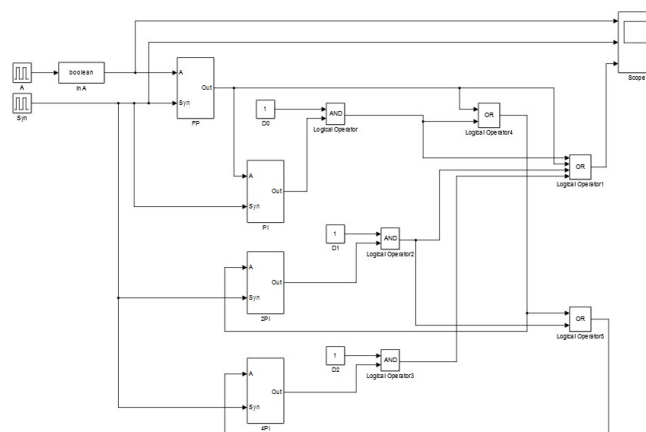 boolean
A
In A
Syn
A
Syn
Out
FP
1
D0
AND
Logical Operator
OR
Logical Operator4
Scope
A
Syn
Out
PI
OR
Logical Operator1
1
D1
AND
Logical Operator2
A
Syn
Out
2PI
OR
Logical Operator5
1
D2
AND
Logical Operator3
A
Syn
Out
4PI